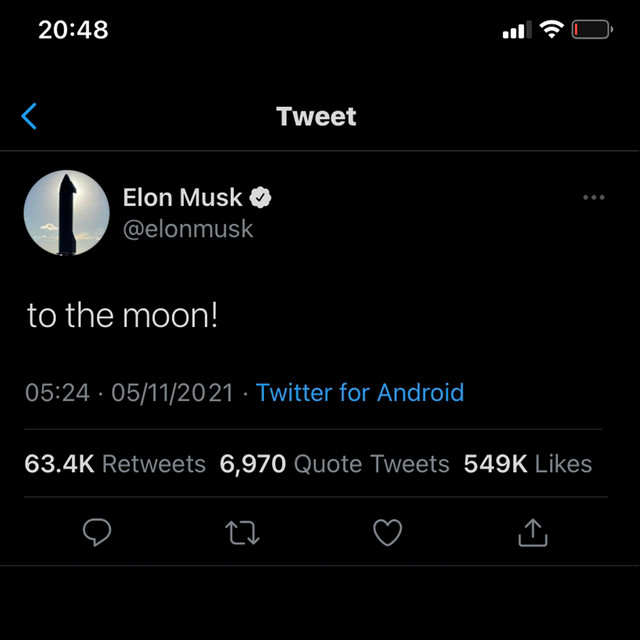 20:48
Tweet
Elon Musk
@elonmusk
to the moon!
05:24 · 05/11/2021 · Twitter for Android
63.4K Retweets 6,970 Quote Tweets 549K Likes